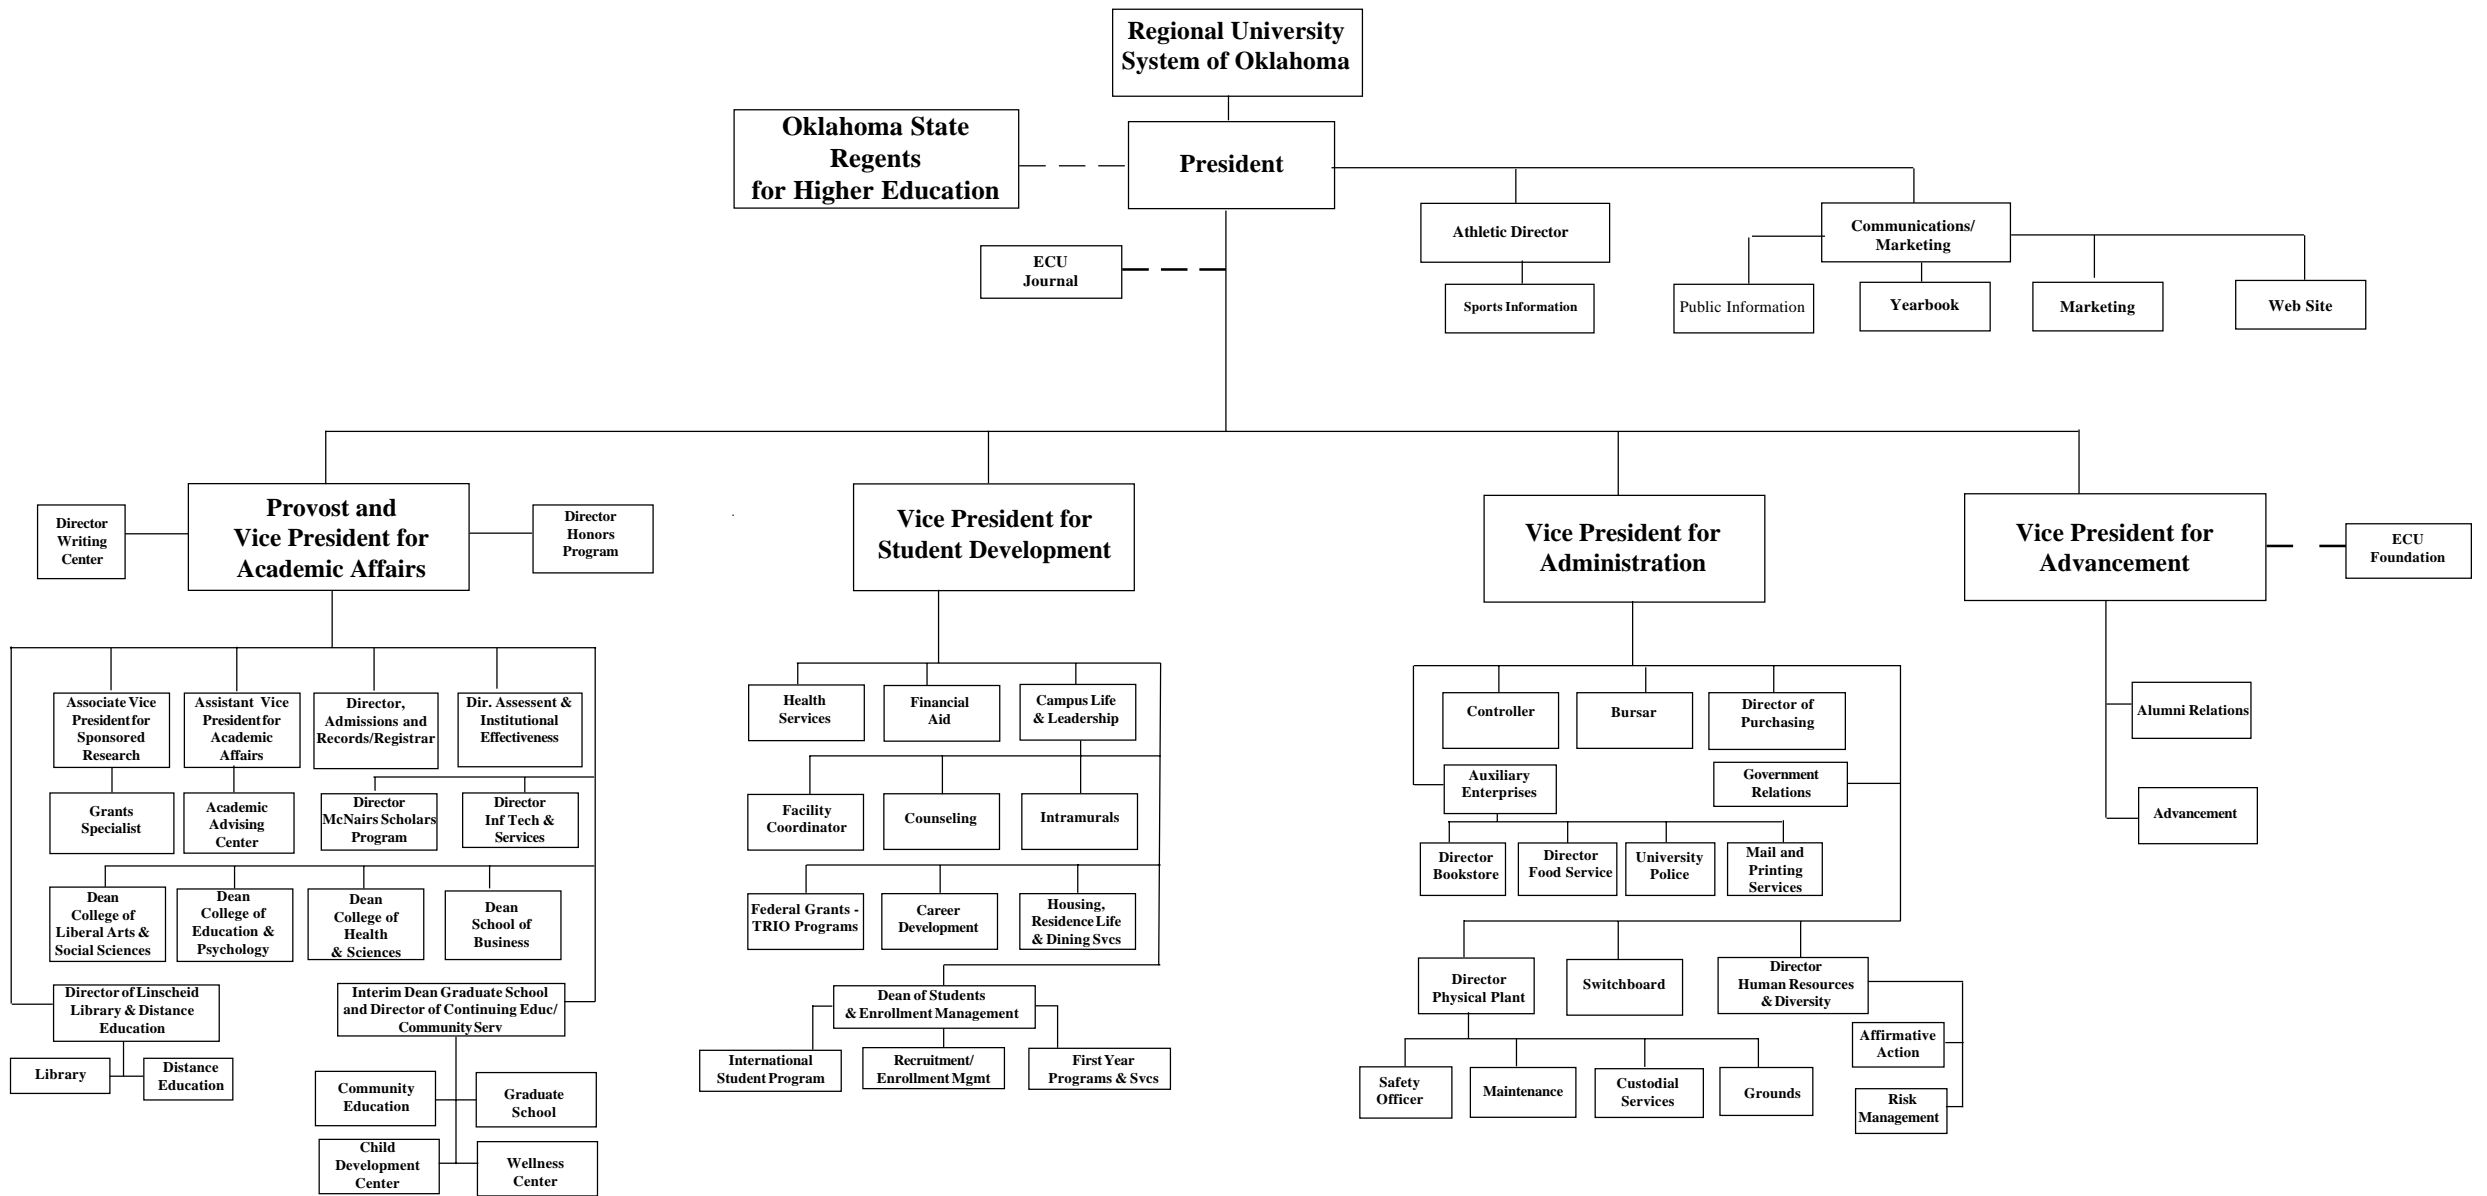 Regional University
System of Oklahoma
Oklahoma State
Regents
for Higher Education
President
ECU
Journal
Athletic Director
Communications/
Marketing
Sports Information
Public Information
Yearbook
Marketing
Web Site
Director
Writing
Center
Provost and
Vice President for
Academic Affairs
Director
Honors
Program
Vice President for
Student Development
Vice President for
Administration
Vice President for
Advancement
ECU
Foundation
Associate Vice
President for
Sponsored
Research
Assistant Vice
President for
Academic
Affairs
Director,
Admissions and
Records/Registrar
Dir. Assessent &
Institutional
Effectiveness
Grants
Specialist
Academic
Advising
Center
Director
McNairs Scholars
Program
Director
Inf Tech &
Services
Dean
College of
Liberal Arts &
Social Sciences
Dean
College of
Education &
Psychology
Dean
College of
Health
& Sciences
Dean
School of
Business
Director of Linscheid
Library & Distance
Education
Interim Dean Graduate School
and Director of Continuing Educ/
Community Serv
Library
Distance
Education
Community
Education
Graduate
School
Child
Development
Center
Wellness
Center
Health
Services
Financial
Aid
Campus Life
& Leadership
Facility
Coordinator
Counseling
Intramurals
Federal Grants -
TRIO Programs
Career
Development
Housing,
Residence Life
& Dining Svcs
Dean of Students
& Enrollment Management
International
Student Program
Recruitment/
Enrollment Mgmt
First Year
Programs & Svcs
Controller
Bursar
Director of
Purchasing
Auxiliary
Enterprises
Government
Relations
Director
Bookstore
Director
Food Service
University
Police
Mail and
Printing
Services
Director
Physical Plant
Switchboard
Director
Human Resources
& Diversity
Affirmative
Action
Safety
Officer
Maintenance
Custodial
Services
Grounds
Risk
Management
Alumni Relations
Advancement